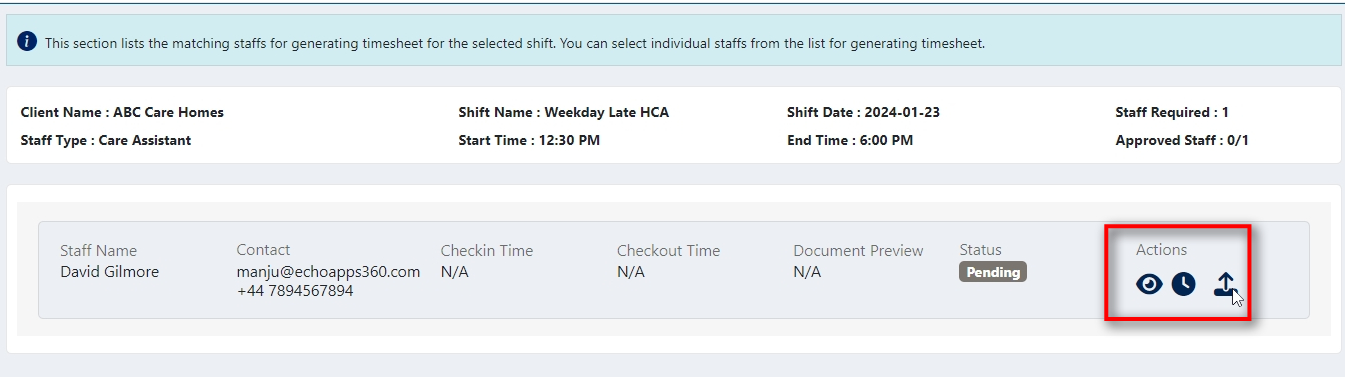 This section lists the matching staffs for generating timesheet for the selected shift. You can select individual staffs from the list for generating timesheet.
Client Name : ABC Care Homes
Shift Name : Weekday Late HCA
Shift Date : 2024-01-23
Staff Required : 1
Staff Type : Care Assistant
Start Time : 12:30 PM
End Time : 6:00 PM
Approved Staff : 0/1
Staff Name
David Gilmore
Contact
manju@echoapps360.com
+44 7894567894
Checkin Time
N/A
Checkout Time
N/A
Document Preview
N/A
Status
Pending
Actions